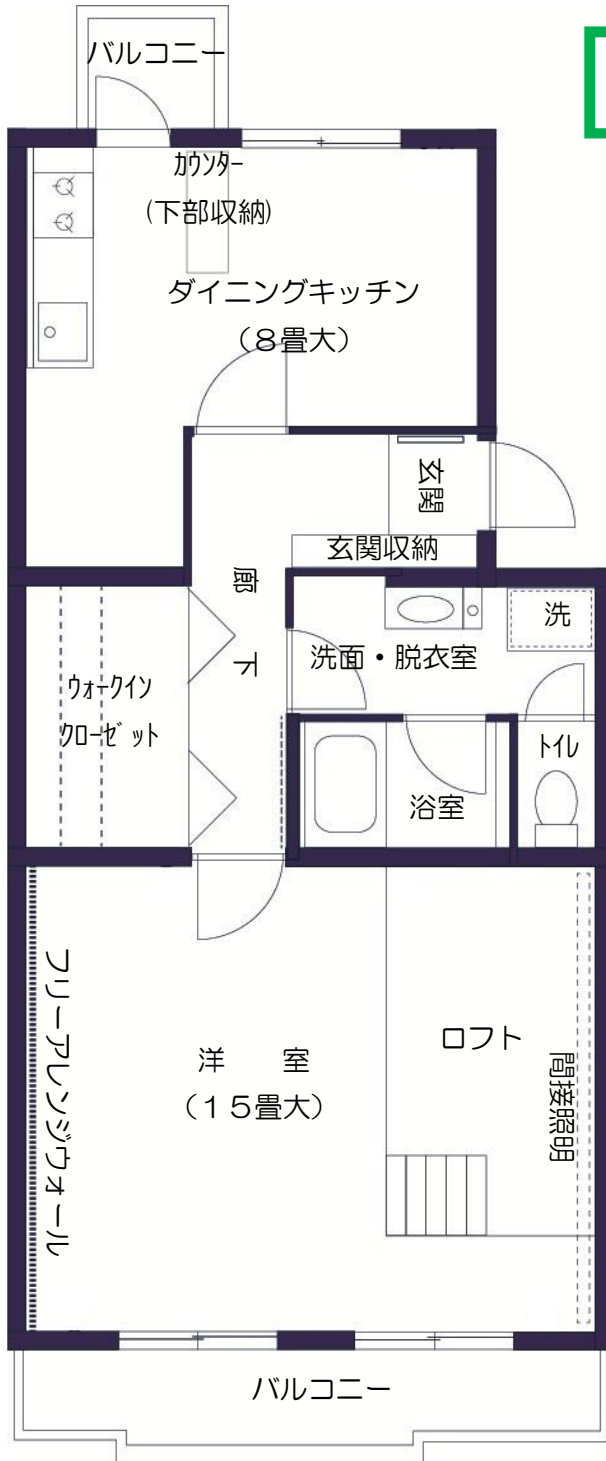 バルコニー
ｶｳﾝﾀｰ
(下部収納)
ダイニングキッチン
（８畳大）
玄関
玄関収納
廊下
洗
洗面・脱衣室
ｳｫｰｸｲﾝ
ｸﾛｰｾﾞｯﾄ
ﾄｲﾚ
浴室
フリーアレンジウォール
洋　室
（１５畳大）
ロフト
間接照明
バルコニー